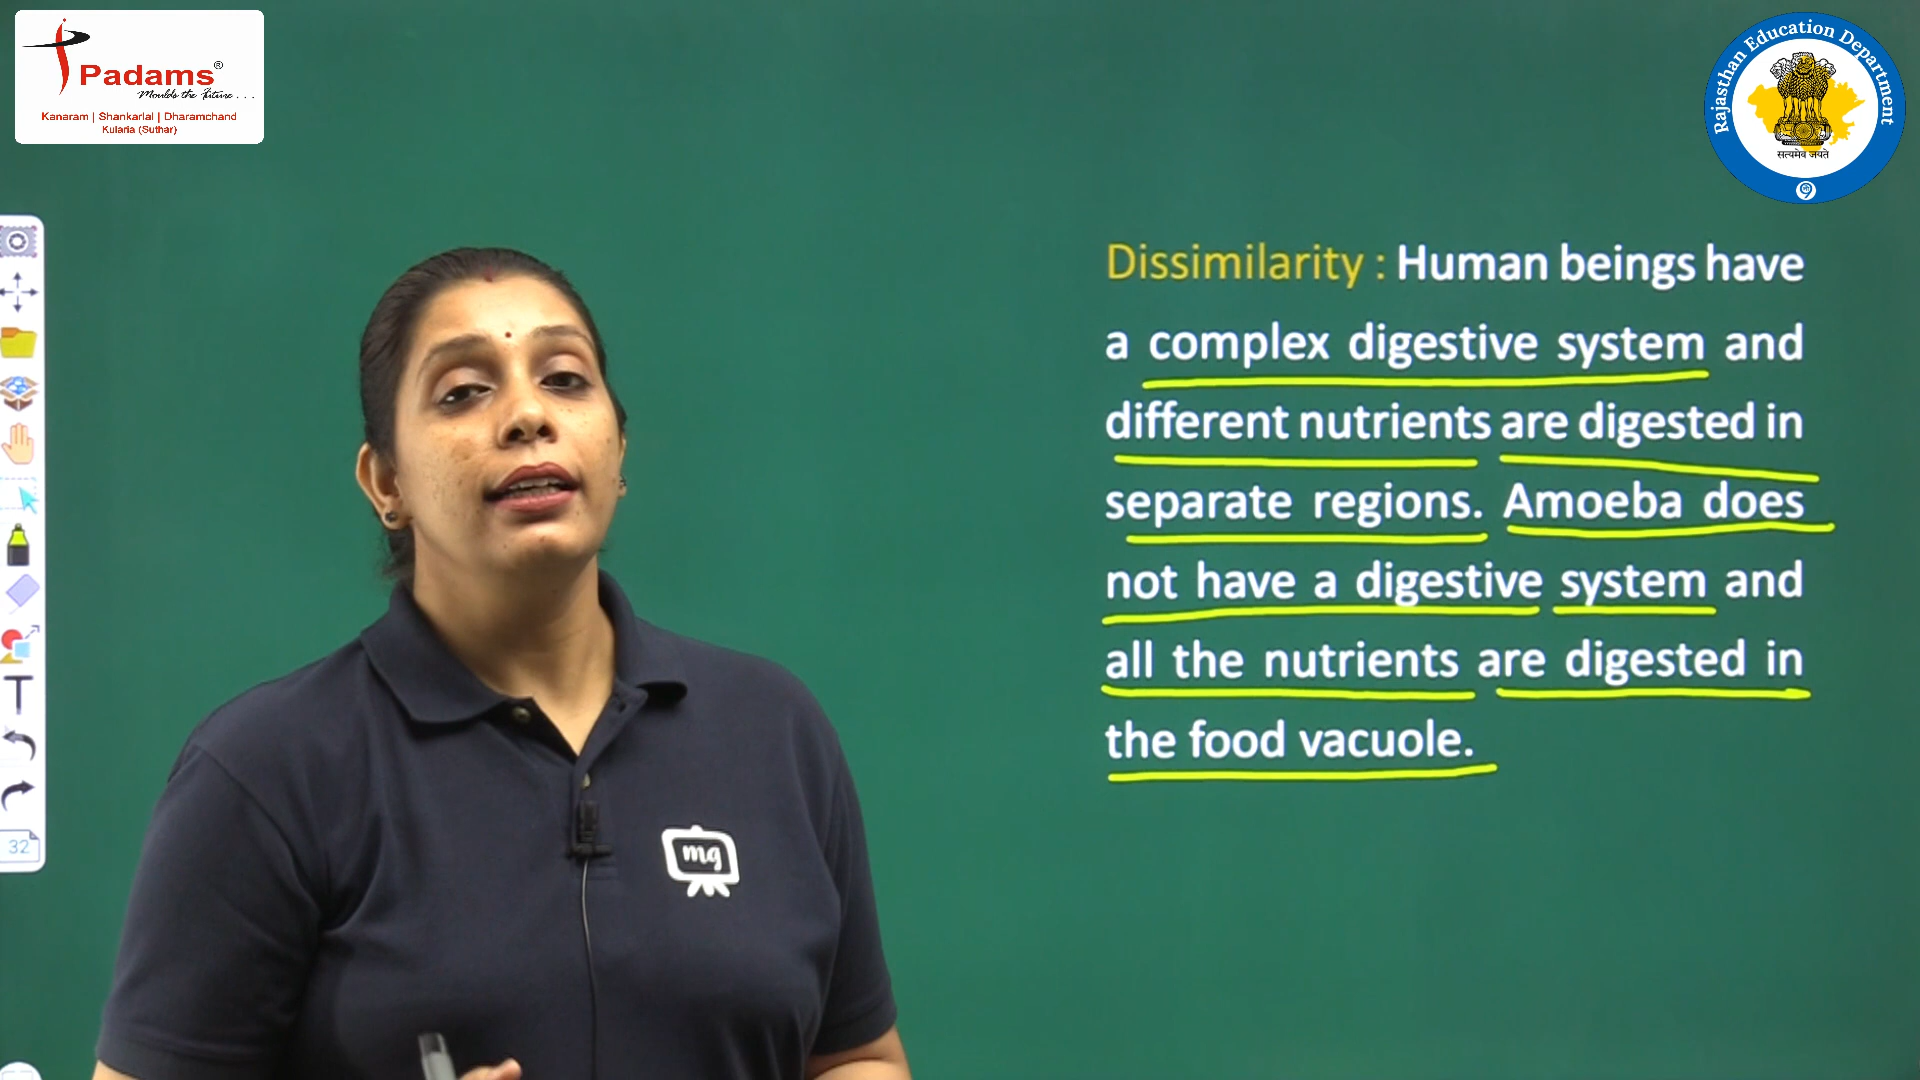 Padams®
Moulds the Future . . .
Kanaram | Shankarlal | Dharamchand
Kularia (Suthar)
Rajasthan Education Department
सत्यमेव जयते
Dissimilarity : Human beings have
a complex digestive system and
different nutrients are digested in
separate regions. Amoeba does
not have a digestive system and
all the nutrients are digested in
the food vacuole.
T
32
mg